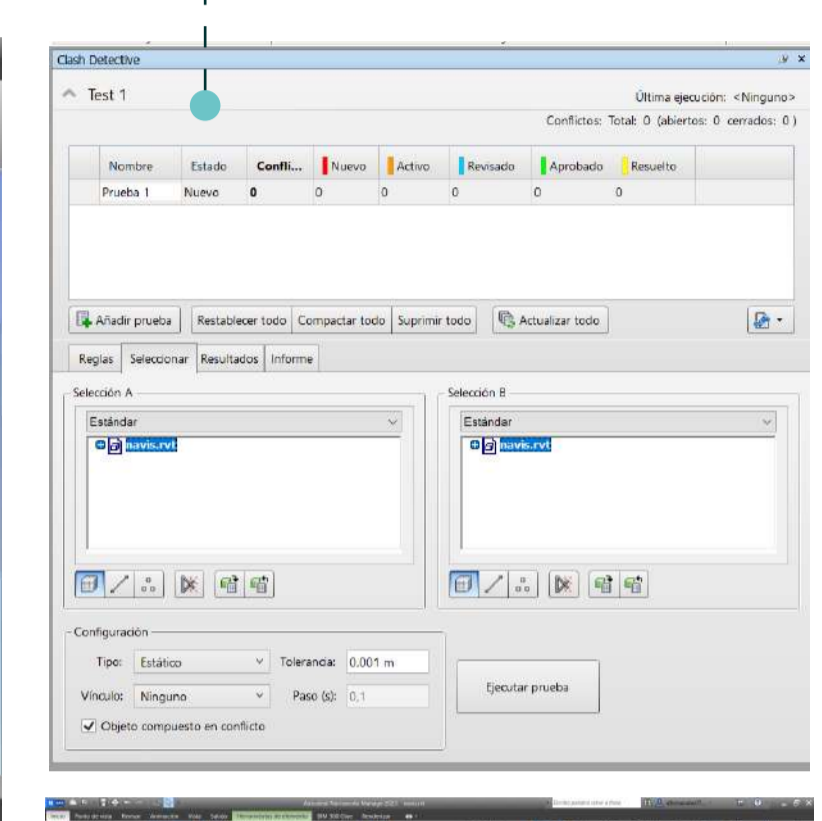 Clash Detective
Test 1
Última ejecución: <Ninguno>
Conflictos: Total: 0 (abiertos: 0 cerrados: 0 )
Nombre Estado Confli... Nuevo Activo Revisado Aprobado Resuelto
Prueba 1 Nuevo 0 0 0 0 0 0
Añadir prueba Restablecer todo Compactar todo Suprimir todo Actualizar todo
Reglas Seleccionar Resultados Informe
Selección A Selección B
Estándar Estándar
navis.rvt navis.rvt
Configuración
Tipo: Estático Tolerancia: 0.001 m
Ejecutar prueba
Vínculo: Ninguno Paso (s): 0,1
Objeto compuesto en conflicto